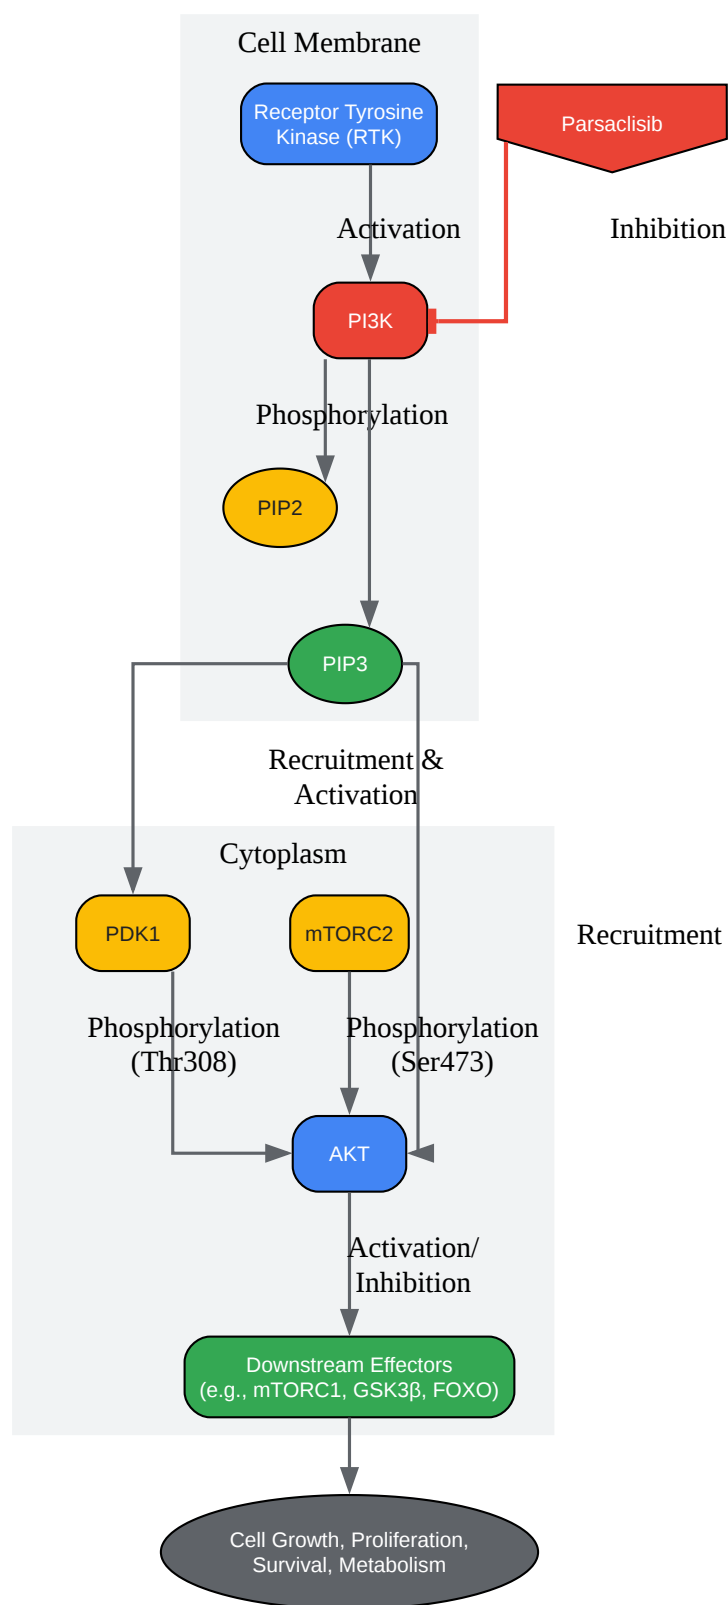 Cell Membrane
Receptor Tyrosine
Kinase (RTK)
Parsaclisib
Activation
Inhibition
PI3K
Phosphorylation
PIP2
PIP3
Recruitment &
Activation
Cytoplasm
PDK1
mTORC2
Recruitment
Phosphorylation
(Thr308)
Phosphorylation
(Ser473)
AKT
Activation/
Inhibition
Downstream Effectors
(e.g., mTORC1, GSK3β, FOXO)
Cell Growth, Proliferation,
Survival, Metabolism